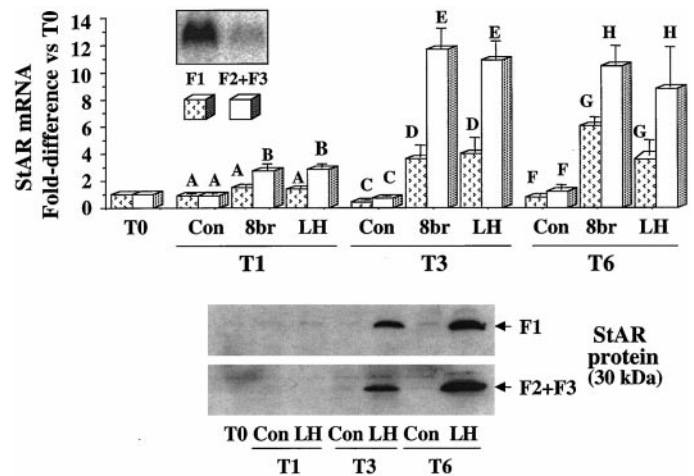 StAR mRNA
Fold-difference vs T0
14
12
10
8
6
4
2
0
F1 F2+F3
A A A B A B C C D E D E F F G H G H
T0 Con 8br LH Con 8br LH Con 8br LH
T1 T3 T6
F1
F2+F3
StAR
protein
(30 kDa)
T0 Con LH Con LH Con LH
T1 T3 T6